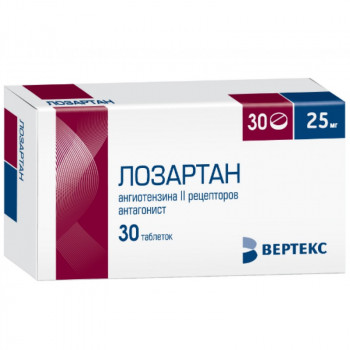 30 25 мг
ЛОЗАРТАН
ангиотензина II рецепторов
антагонист
30 таблеток
ВЕРТЕКС
ЛОЗАРТАН